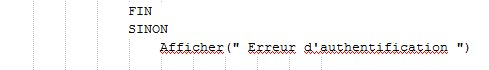 FIN
SINON
Afficher(" Erreur d'authentification ")